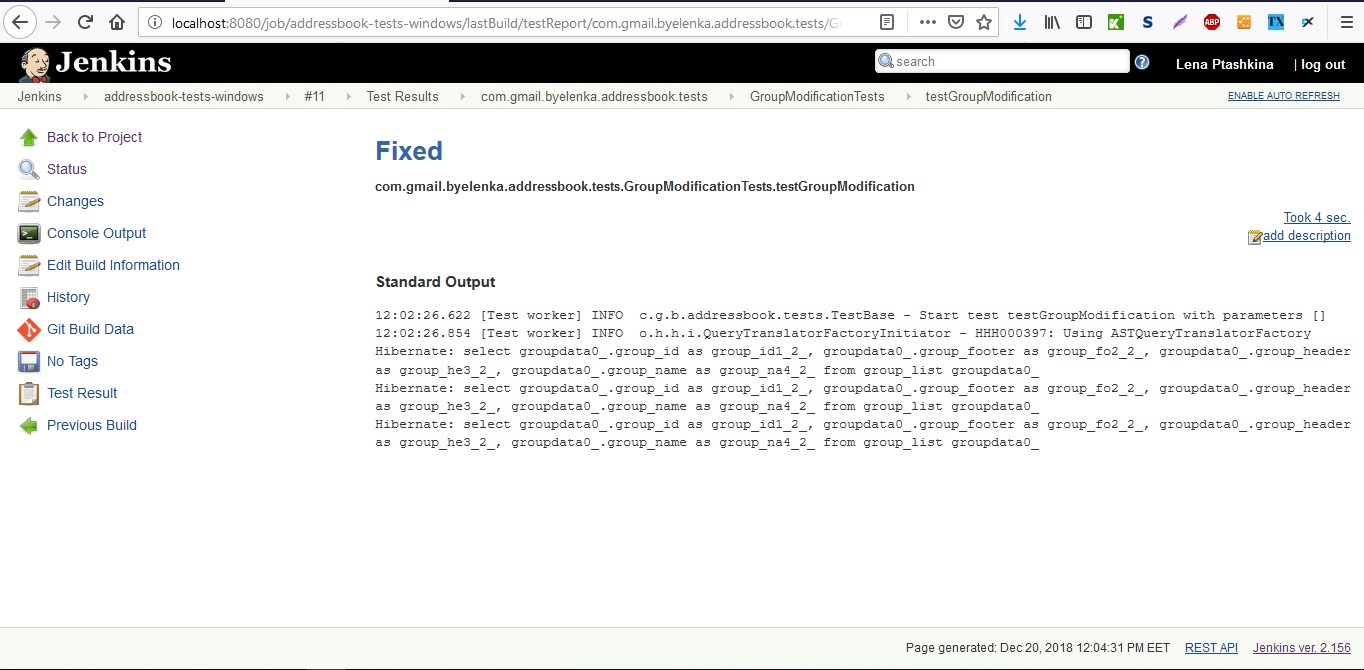 localhost:8080/job/addressbook-tests-windows/lastBuild/testReport/com.gmail.byelenka.addressbook.tests/Gr
S
ABP
TX
Jenkins
search
?
Lena Ptashkina
| log out
Jenkins
addressbook-tests-windows
#11
Test Results
com.gmail.byelenka.addressbook.tests
GroupModificationTests
testGroupModification
ENABLE AUTO REFRESH
Back to Project
Status
Changes
Console Output
Edit Build Information
History
Git Build Data
No Tags
Test Result
Previous Build
Fixed
com.gmail.byelenka.addressbook.tests.GroupModificationTests.testGroupModification
Took 4 sec.
add description
Standard Output
12:02:26.622 [Test worker] INFO  c.g.b.addressbook.tests.TestBase - Start test testGroupModification with parameters []
12:02:26.854 [Test worker] INFO  o.h.h.i.QueryTranslatorFactoryInitiator - HHH000397: Using ASTQueryTranslatorFactory
Hibernate: select groupdata0_.group_id as group_id1_2_, groupdata0_.group_footer as group_fo2_2_, groupdata0_.group_header
as group_he3_2_, groupdata0_.group_name as group_na4_2_ from group_list groupdata0_
Hibernate: select groupdata0_.group_id as group_id1_2_, groupdata0_.group_footer as group_fo2_2_, groupdata0_.group_header
as group_he3_2_, groupdata0_.group_name as group_na4_2_ from group_list groupdata0_
Hibernate: select groupdata0_.group_id as group_id1_2_, groupdata0_.group_footer as group_fo2_2_, groupdata0_.group_header
as group_he3_2_, groupdata0_.group_name as group_na4_2_ from group_list groupdata0_
Page generated: Dec 20, 2018 12:04:31 PM EET
REST API
Jenkins ver. 2.156